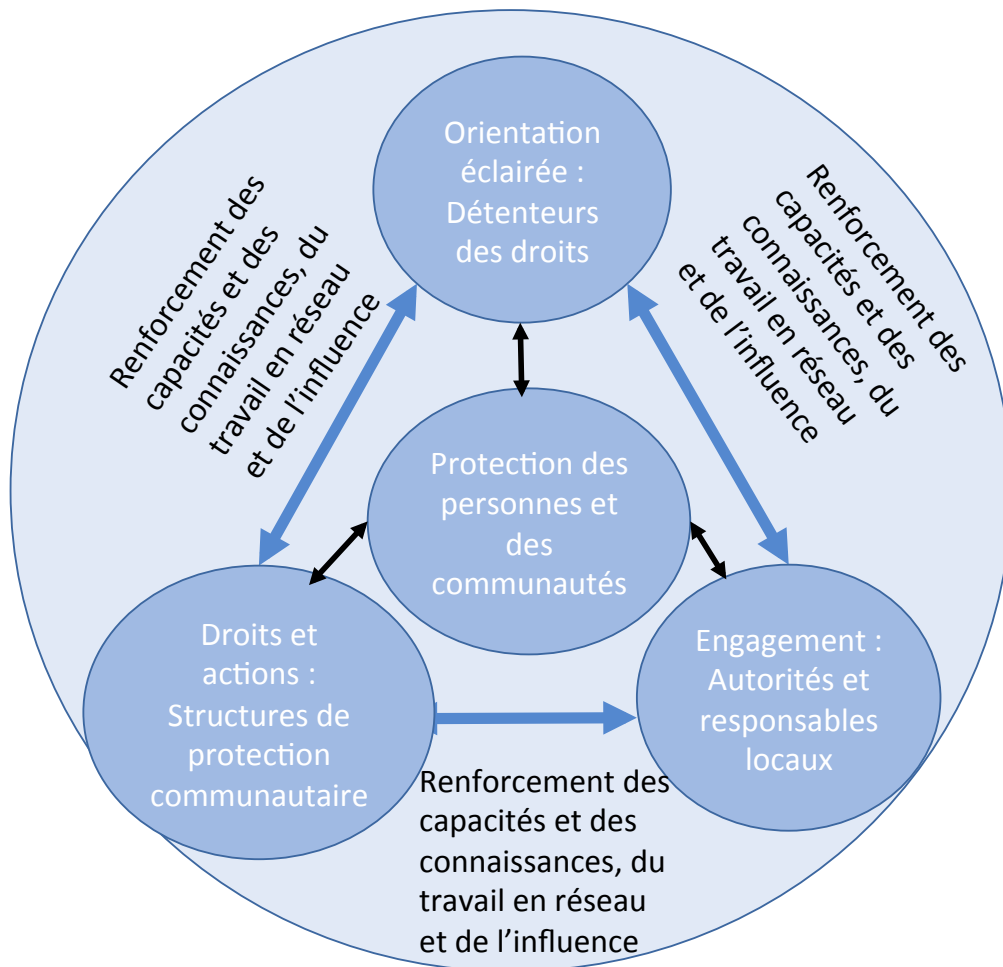 Orientation
éclairée :
Détenteurs
des droits
Renforcement des
capacités et des
connaissances, du
travail en réseau
et de l’influence
Renforcement des
capacités et des
connaissances, du
travail en réseau
et de l’influence
Protection des
personnes et
des
communautés
Droits et
actions :
Structures de
protection
communautaire
Engagement :
Autorités et
responsables
locaux
Renforcement des
capacités et des
connaissances, du
travail en réseau
et de l’influence